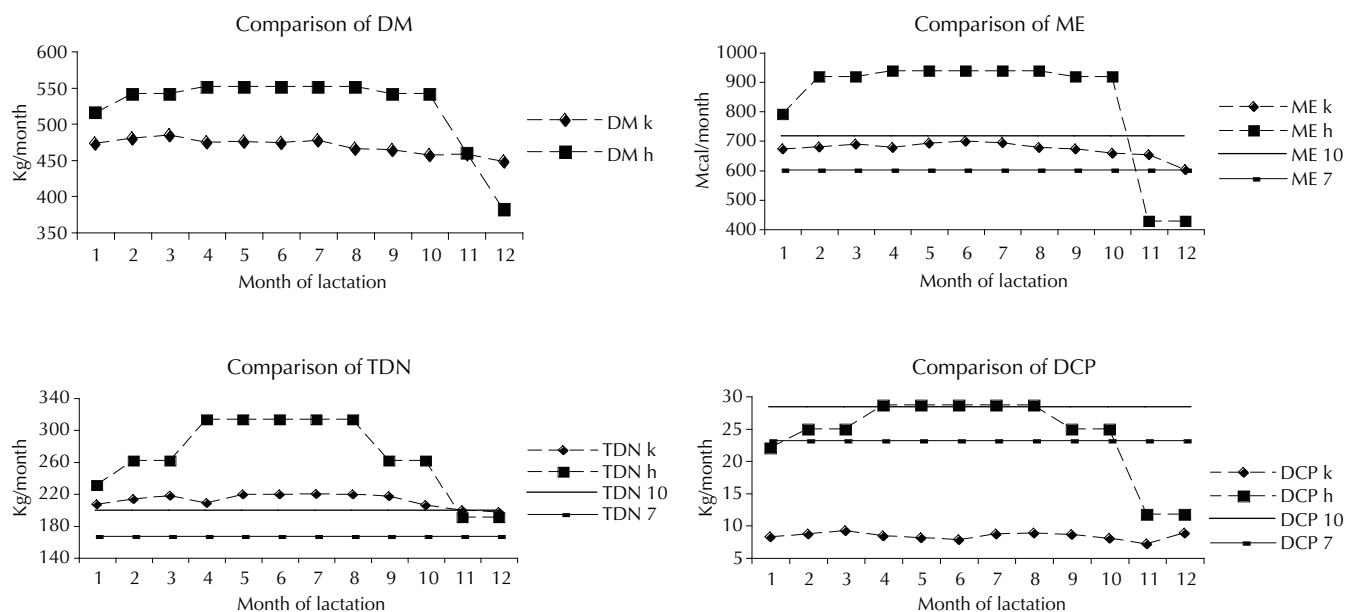 Comparison of DM
600
550
500
450
400
350
Kg/month
1 2 3 4 5 6 7 8 9 10 11 12
Month of lactation
DM k
DM h
Comparison of ME
1000
900
800
700
600
500
400
Mcal/month
1 2 3 4 5 6 7 8 9 10 11 12
Month of lactation
ME k
ME h
ME 10
ME 7
Comparison of TDN
340
300
260
220
180
140
Kg/month
1 2 3 4 5 6 7 8 9 10 11 12
Month of lactation
TDN k
TDN h
TDN 10
TDN 7
Comparison of DCP
30
25
20
15
10
5
Kg/month
1 2 3 4 5 6 7 8 9 10 11 12
Month of lactation
DCP k
DCP h
DCP 10
DCP 7